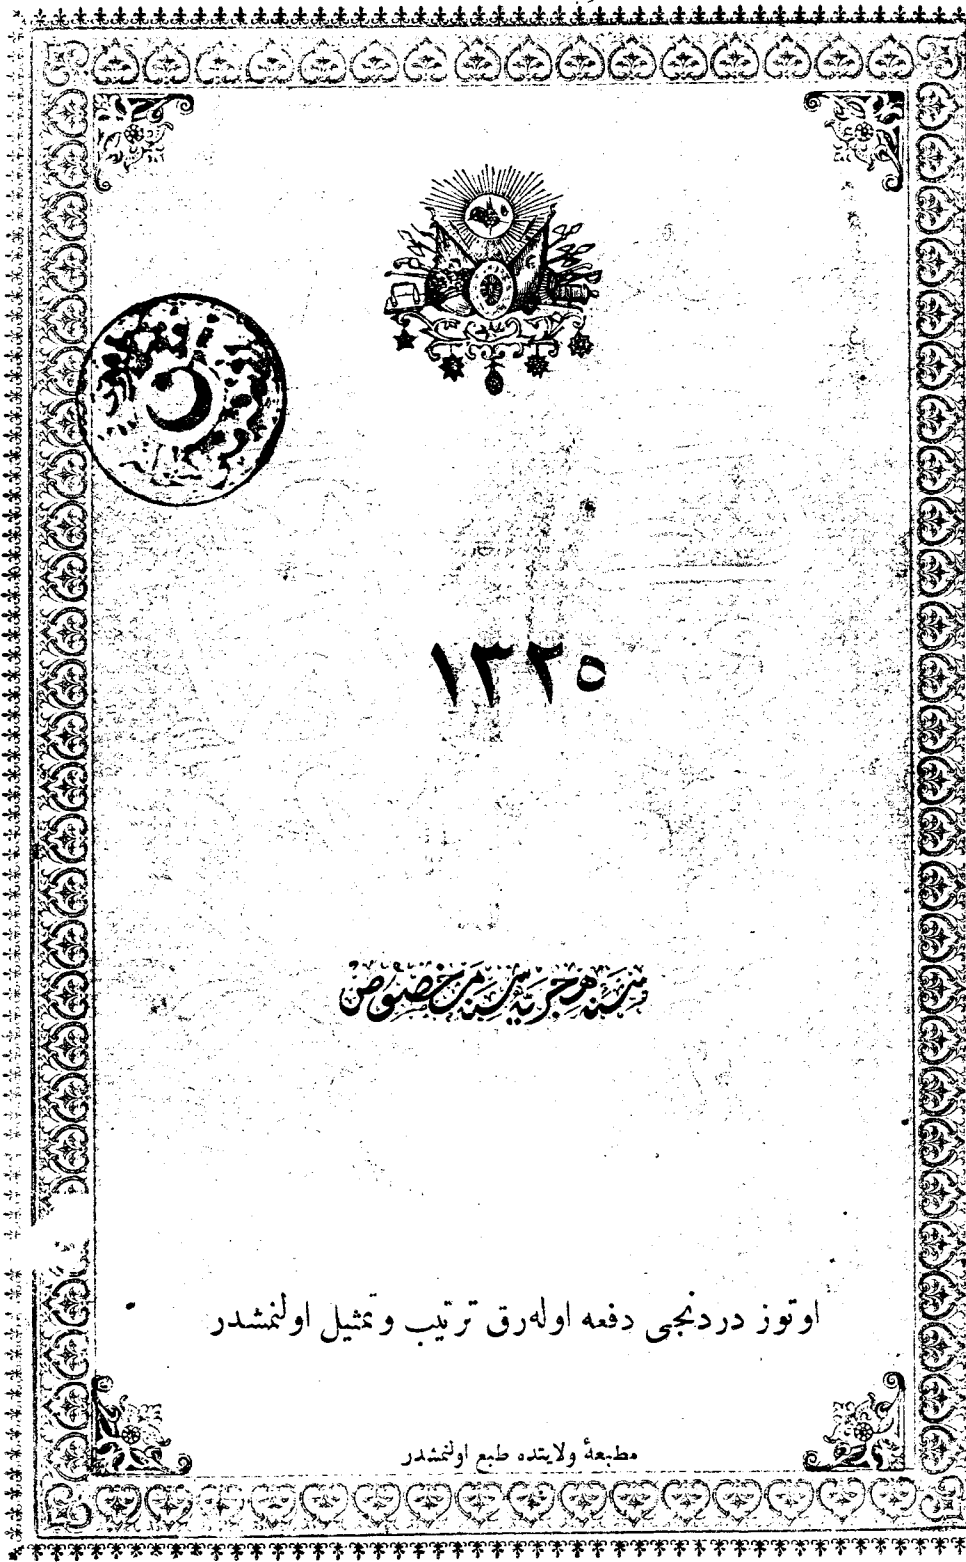 ١٣٢٥
سنهٔ هجریه‌سنه مخصوص
اوتوز دردنجی دفعه اوله‌رق ترتیب و تمثیل اولنمشدر
مطبعهٔ ولایتده طبع اولنمشدر